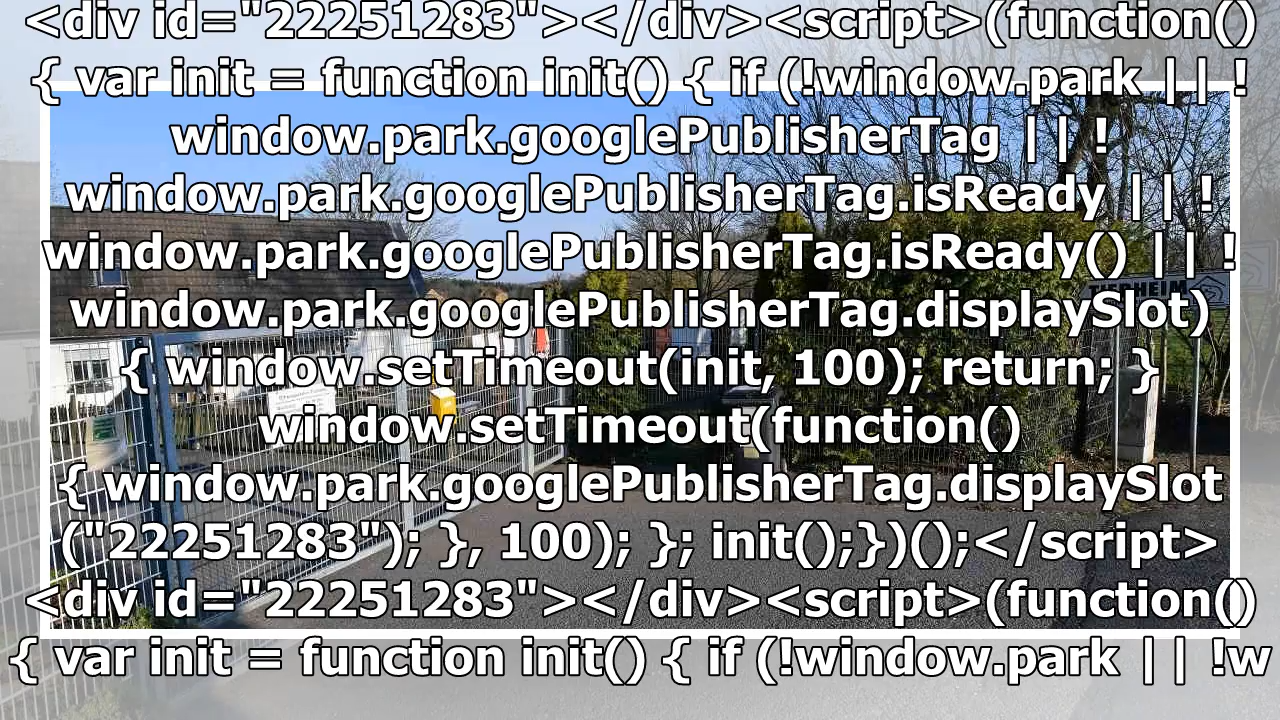 <div id="22251283"></div><script>(function()
{ var init = function init() { if (!window.park || !
window.park.googlePublisherTag || !
window.park.googlePublisherTag.isReady || !
window.park.googlePublisherTag.isReady() || !
window.park.googlePublisherTag.displaySlot)
TIERHEIM
{ window.setTimeout(init, 100); return; }
window.setTimeout(function()
{ window.park.googlePublisherTag.displaySlot
("22251283"); }, 100); }; init();})();</script>
<div id="22251283"></div><script>(function()
{ var init = function init() { if (!window.park || !w